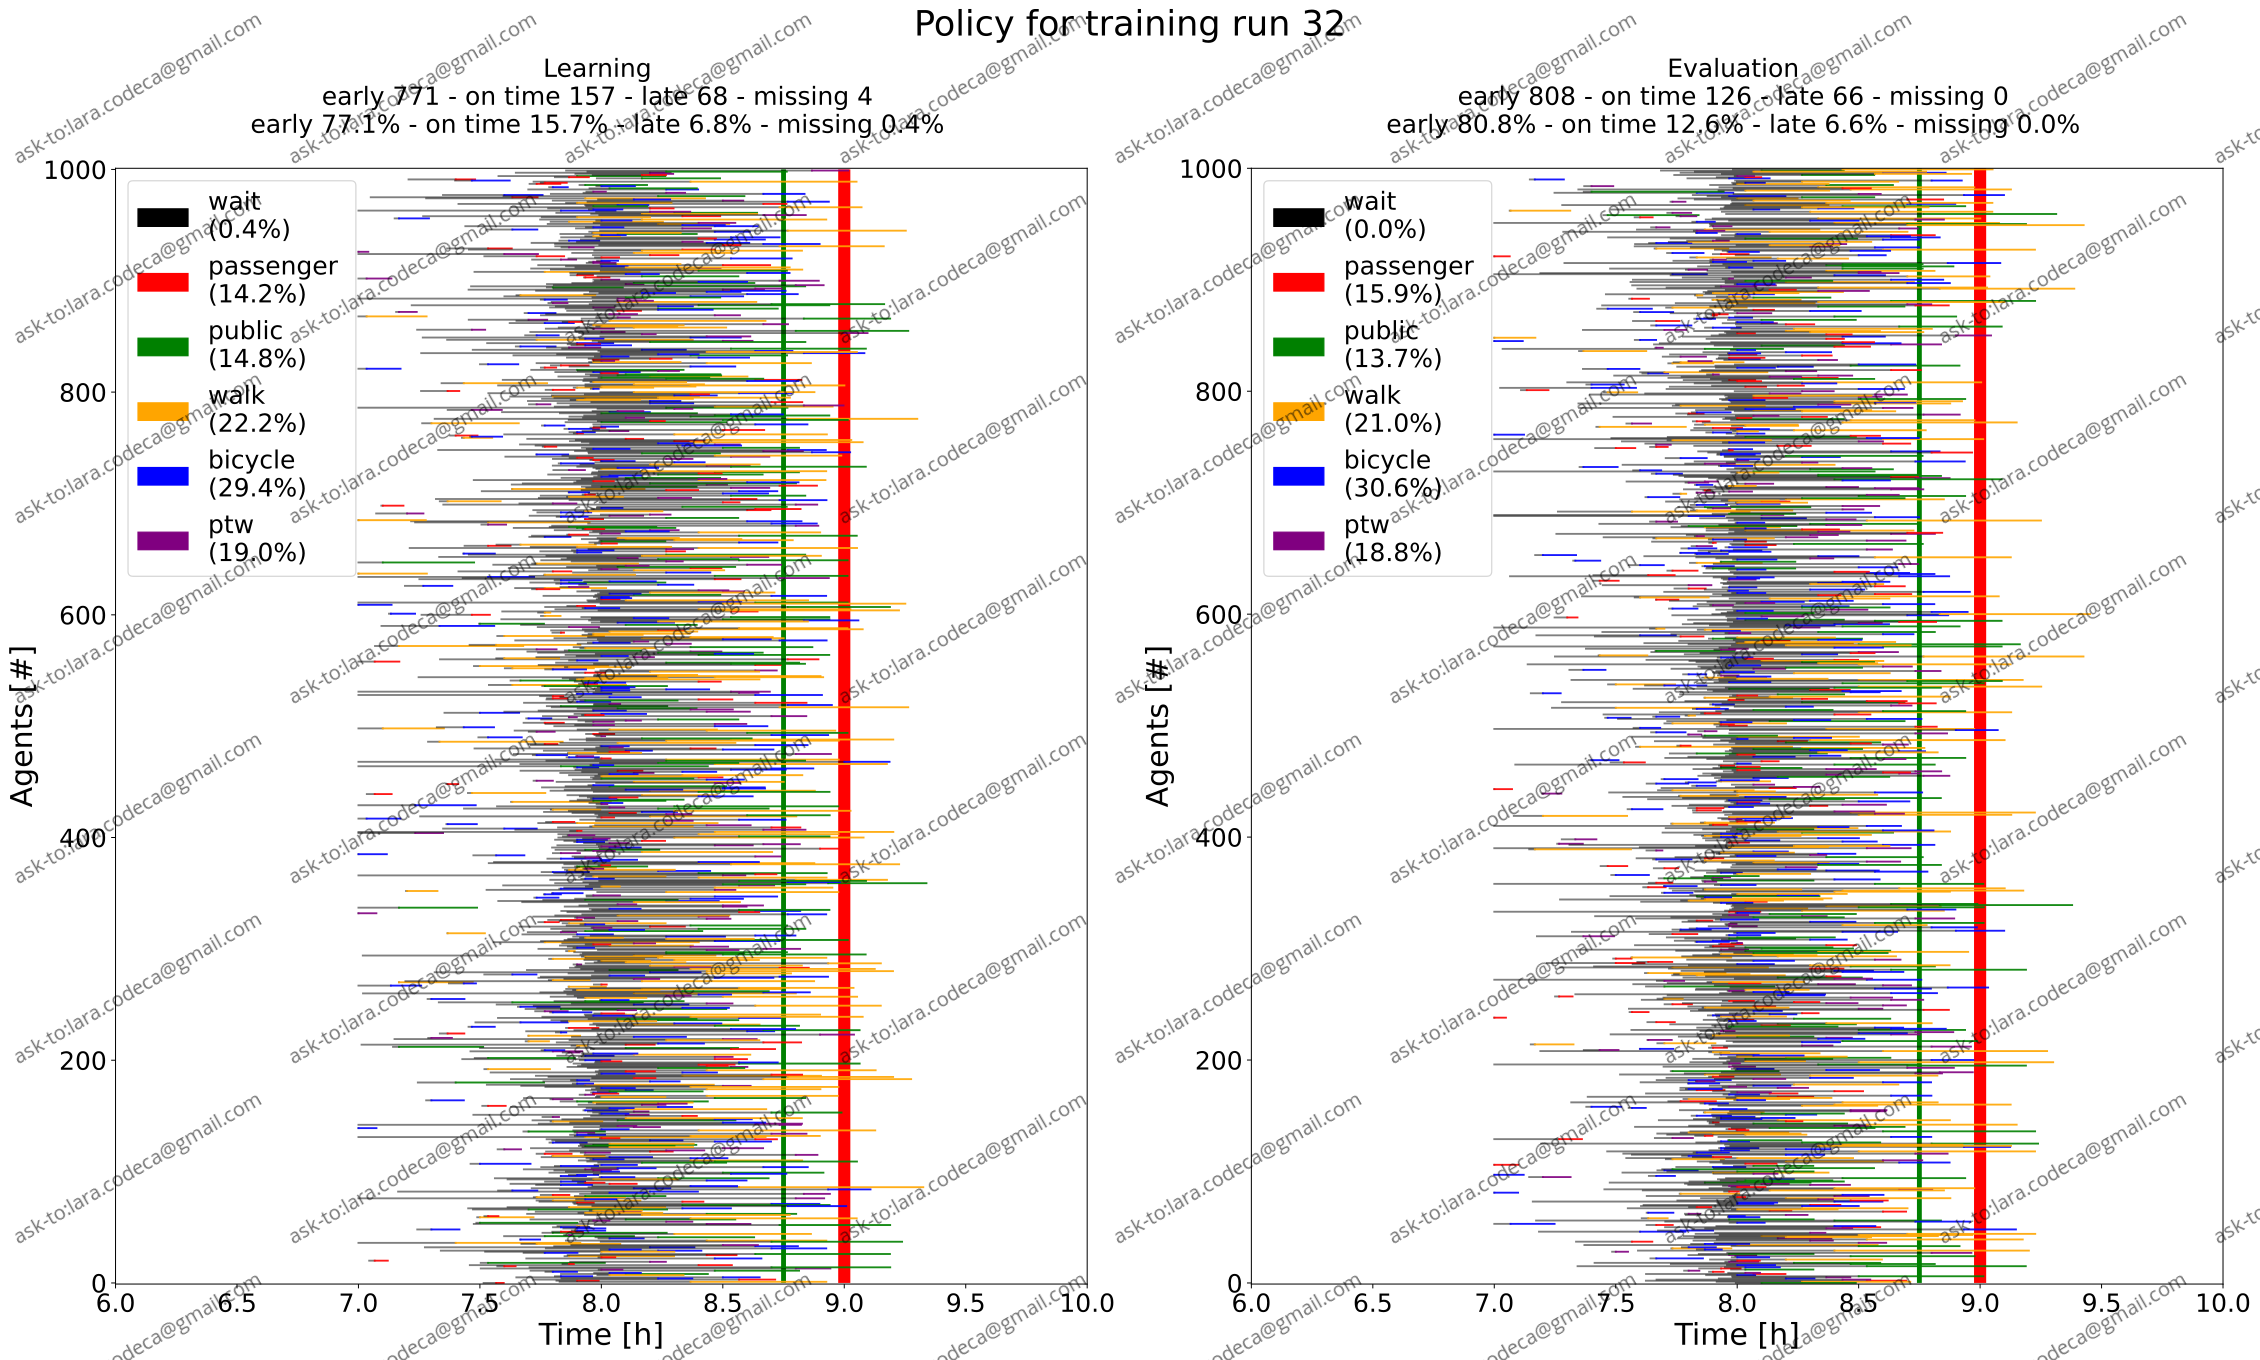 Policy for training run 32
Learning
early 771 - on time 157 - late 68 - missing 4
early 77.1% - on time 15.7% - late 6.8% - missing 0.4%
Agents [#]
1000
800
600
400
200
0
wait
(0.4%)
passenger
(14.2%)
public
(14.8%)
walk
(22.2%)
bicycle
(29.4%)
ptw
(19.0%)
6.0 6.5 7.0 7.5 8.0 8.5 9.0 9.5 10.0
Time [h]
Evaluation
early 808 - on time 126 - late 66 - missing 0
early 80.8% - on time 12.6% - late 6.6% - missing 0.0%
Agents [#]
1000
800
600
400
200
0
wait
(0.0%)
passenger
(15.9%)
public
(13.7%)
walk
(21.0%)
bicycle
(30.6%)
ptw
(18.8%)
6.0 6.5 7.0 7.5 8.0 8.5 9.0 9.5 10.0
Time [h]
ask-to:lara.codeca@gmail.com